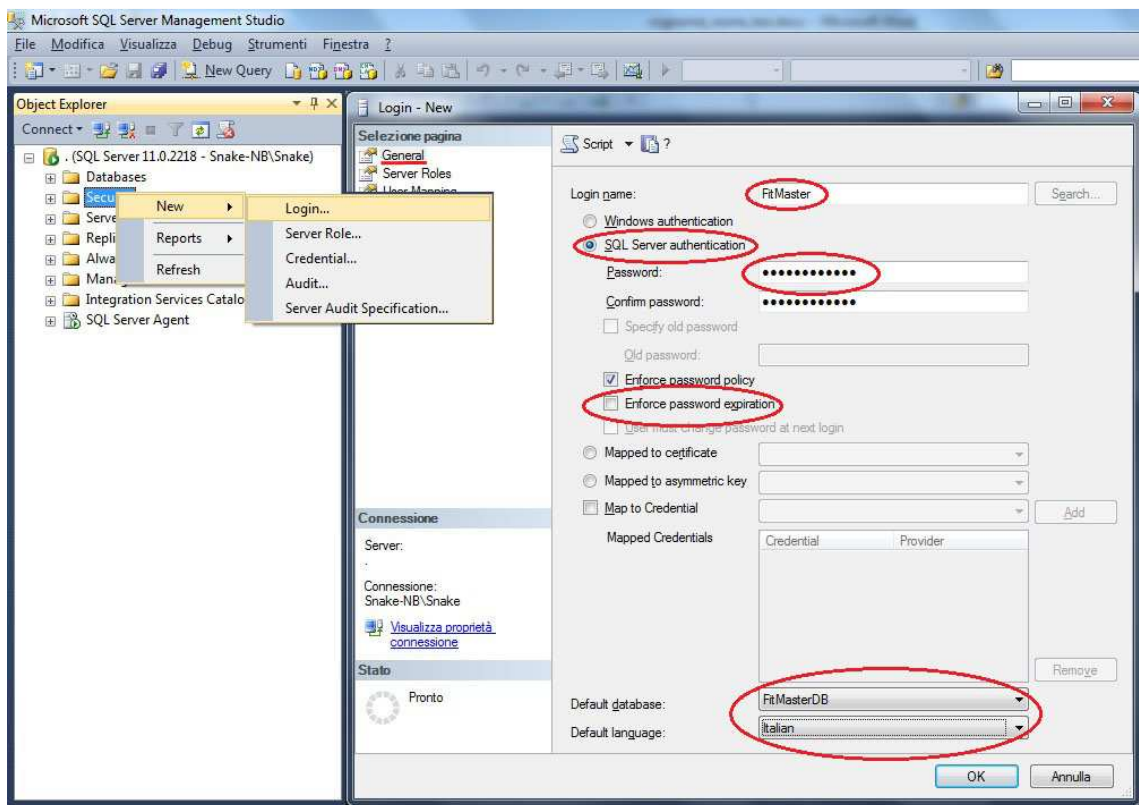 Microsoft SQL Server Management Studio
File Modifica Visualizza Debug Strumenti Finestra ?
New Query
Object Explorer
Connect
. (SQL Server 11.0.2218 - Snake-NB\Snake)
Databases
Secu
Serve
Repli
Alwa
Mana
Integration Services Catalo
SQL Server Agent
New
Reports
Refresh
Login...
Server Role...
Credential...
Audit...
Server Audit Specification...
Login - New
Selezione pagina
General
Server Roles
User Mapping
Connessione
Server:
.
Connessione:
Snake-NB\Snake
Visualizza proprietà
connessione
Stato
Pronto
Script ?
Login name: FitMaster Search...
Windows authentication
SQL Server authentication
Password: ●●●●●●●●●●●●
Confirm password: ●●●●●●●●●●●●
Specify old password
Old password:
Enforce password policy
Enforce password expiration
User must change password at next login
Mapped to certificate
Mapped to asymmetric key
Map to Credential Add
Mapped Credentials Credential Provider
Remove
Default database: FitMasterDB
Default language: Italian
OK Annulla